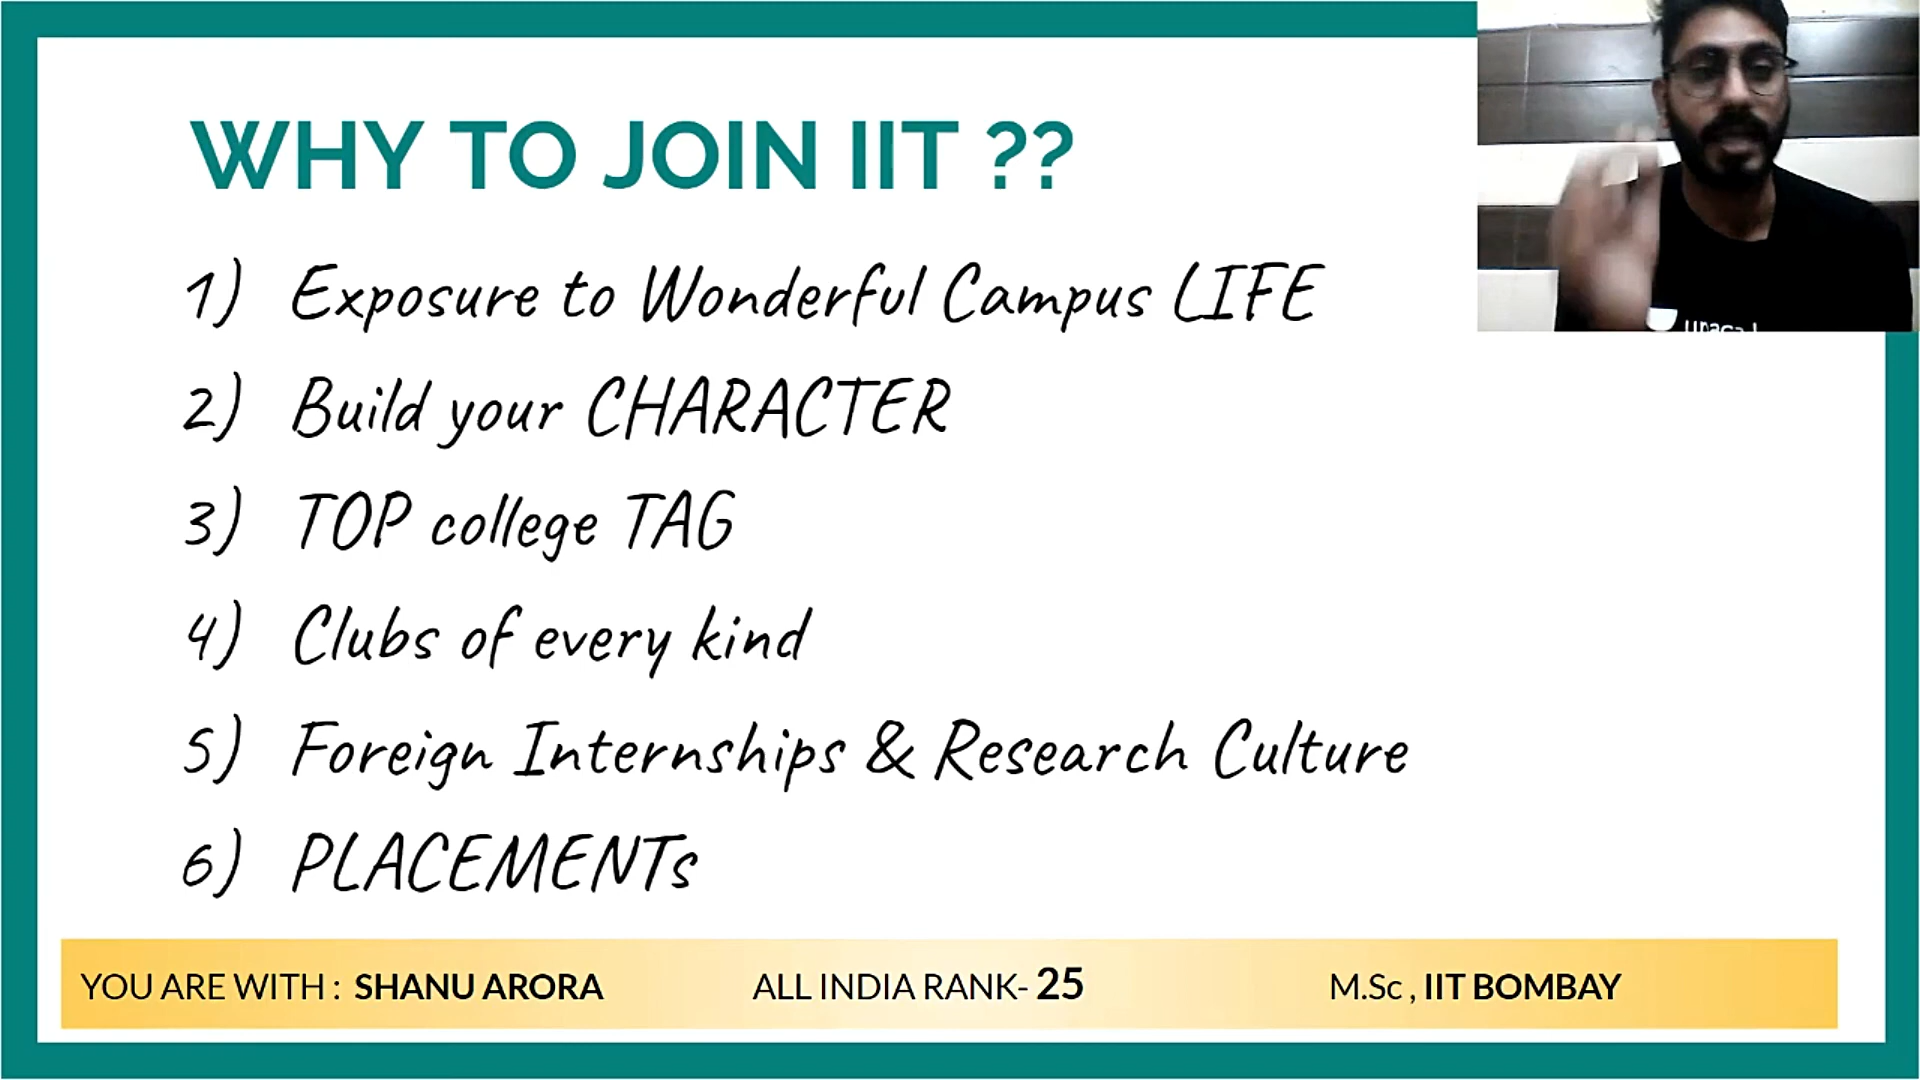 WHY TO JOIN IIT ??
1) Exposure to Wonderful Campus LIFE
2) Build your CHARACTER
3) TOP college TAG
4) Clubs of every kind
5) Foreign Internships & Research Culture
6) PLACEMENTs
YOU ARE WITH : SHANU ARORA ALL INDIA RANK- 25 M.Sc , IIT BOMBAY